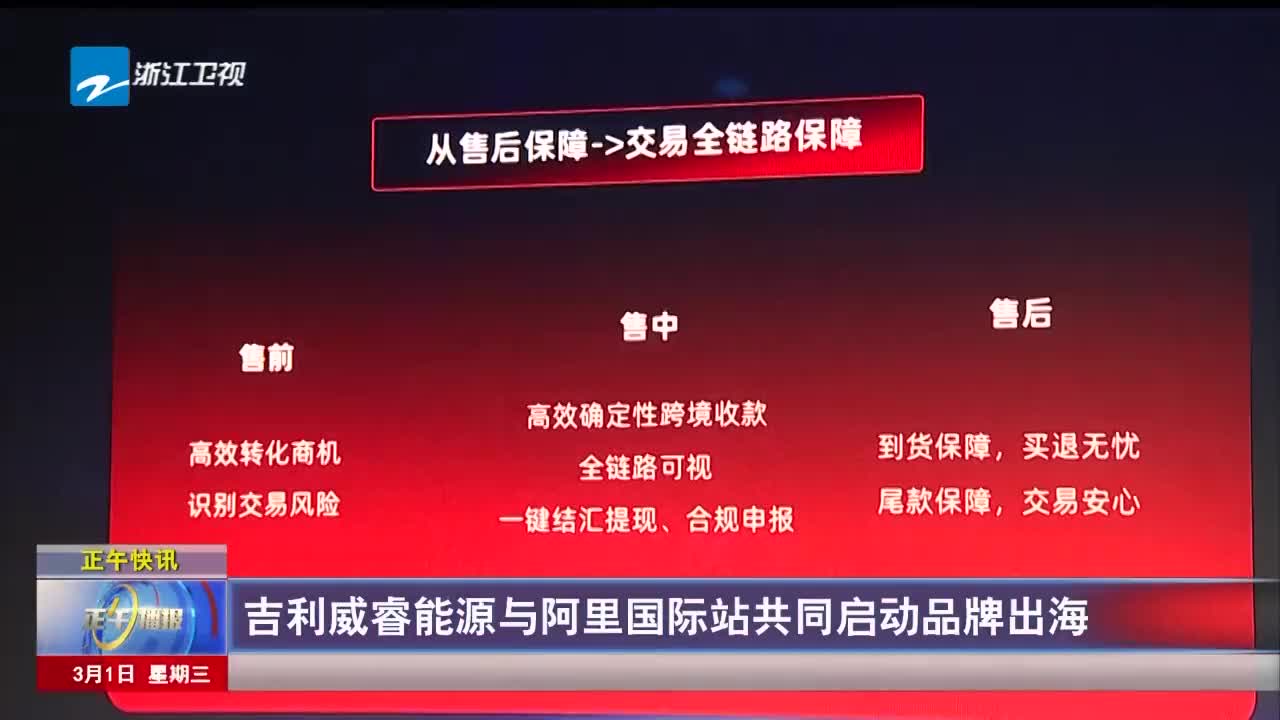 浙江卫视
从售后保障->交易全链路保障
售前
高效转化商机
识别交易风险
售中
高效确定性跨境收款
全链路可视
一键结汇提现、合规申报
售后
到货保障，买退无忧
尾款保障，交易安心
正午快讯
正午播报
吉利威睿能源与阿里国际站共同启动品牌出海
3月1日 星期三